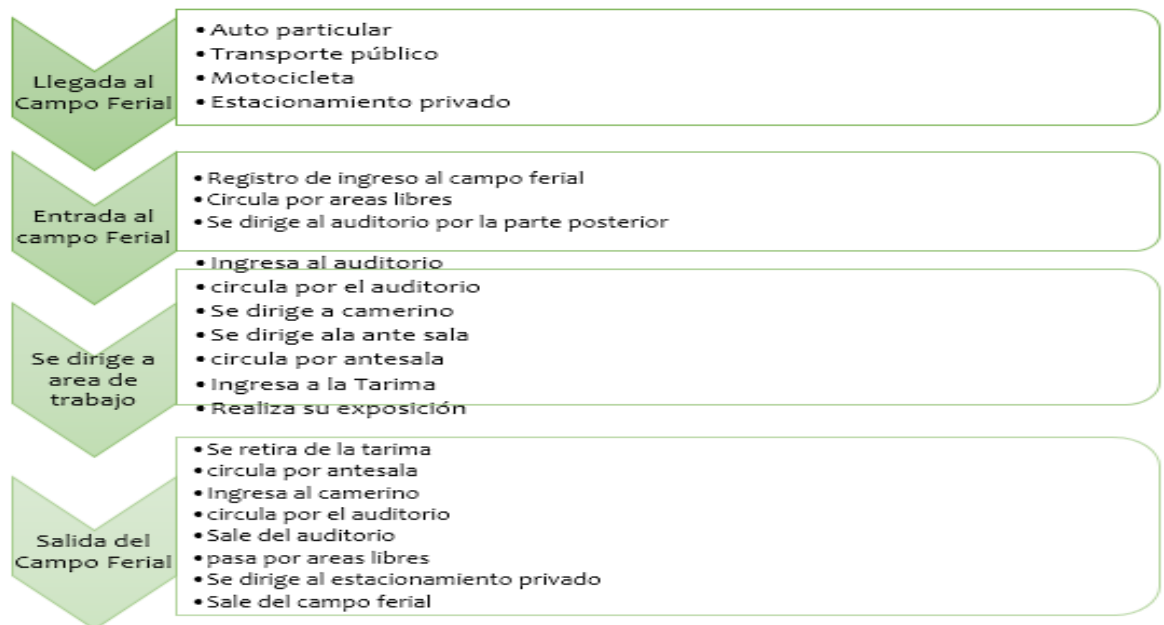 Llegada al
Campo Ferial
• Auto particular
• Transporte público
• Motocicleta
• Estacionamiento privado
Entrada al
campo Ferial
• Registro de ingreso al campo ferial
• Circula por areas libres
• Se dirige al auditorio por la parte posterior
Se dirige a
area de
trabajo
• Ingresa al auditorio
• circula por el auditorio
• Se dirige a camerino
• Se dirige ala ante sala
• circula por antesala
• Ingresa a la Tarima
• Realiza su exposición
Salida del
Campo Ferial
• Se retira de la tarima
• circula por antesala
• Ingresa al camerino
• circula por el auditorio
• Sale del auditorio
• pasa por areas libres
• Se dirige al estacionamiento privado
• Sale del campo ferial